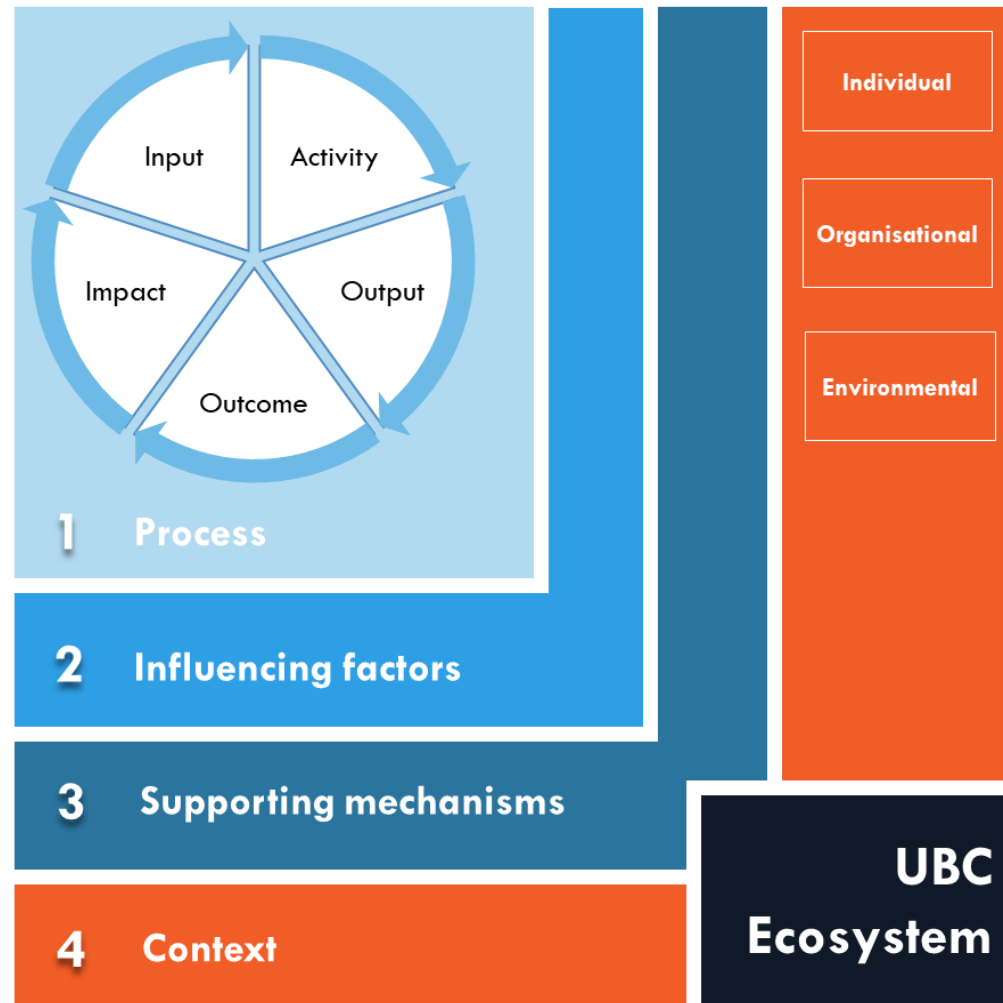 Input
Activity
Impact
Output
Outcome
1 Process
2 Influencing factors
3 Supporting mechanisms
4 Context
Individual
Organisational
Environmental
UBC
Ecosystem